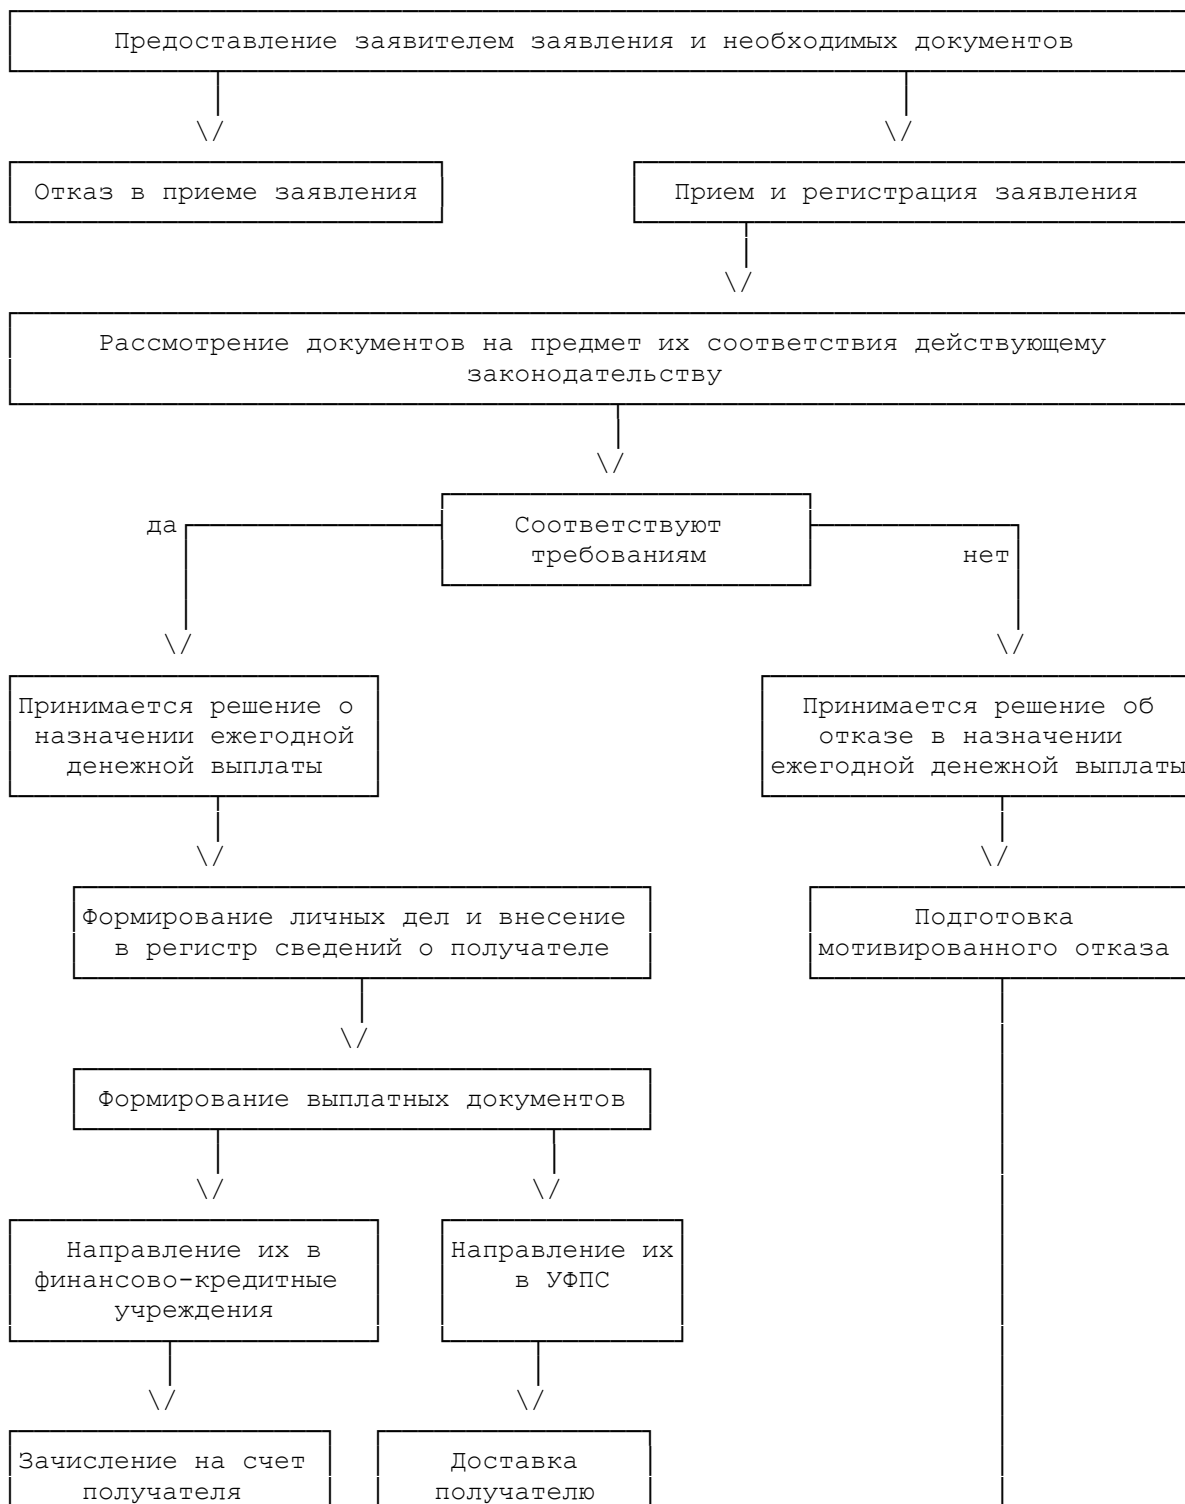 Предоставление заявителем заявления и необходимых документов
\/ \/
Отказ в приеме заявления
Прием и регистрация заявления
\/
Рассмотрение документов на предмет их соответствия действующему
законодательству
\/
да
Соответствуют
требованиям
нет
\/ \/
Принимается решение о
назначении ежегодной
денежной выплаты
Принимается решение об
отказе в назначении
ежегодной денежной выплаты
\/ \/
Формирование личных дел и внесение
в регистр сведений о получателе
Подготовка
мотивированного отказа
\/
Формирование выплатных документов
\/ \/
Направление их в
финансово-кредитные
учреждения
Направление их
в УФПС
\/ \/
Зачисление на счет
получателя
Доставка
получателю